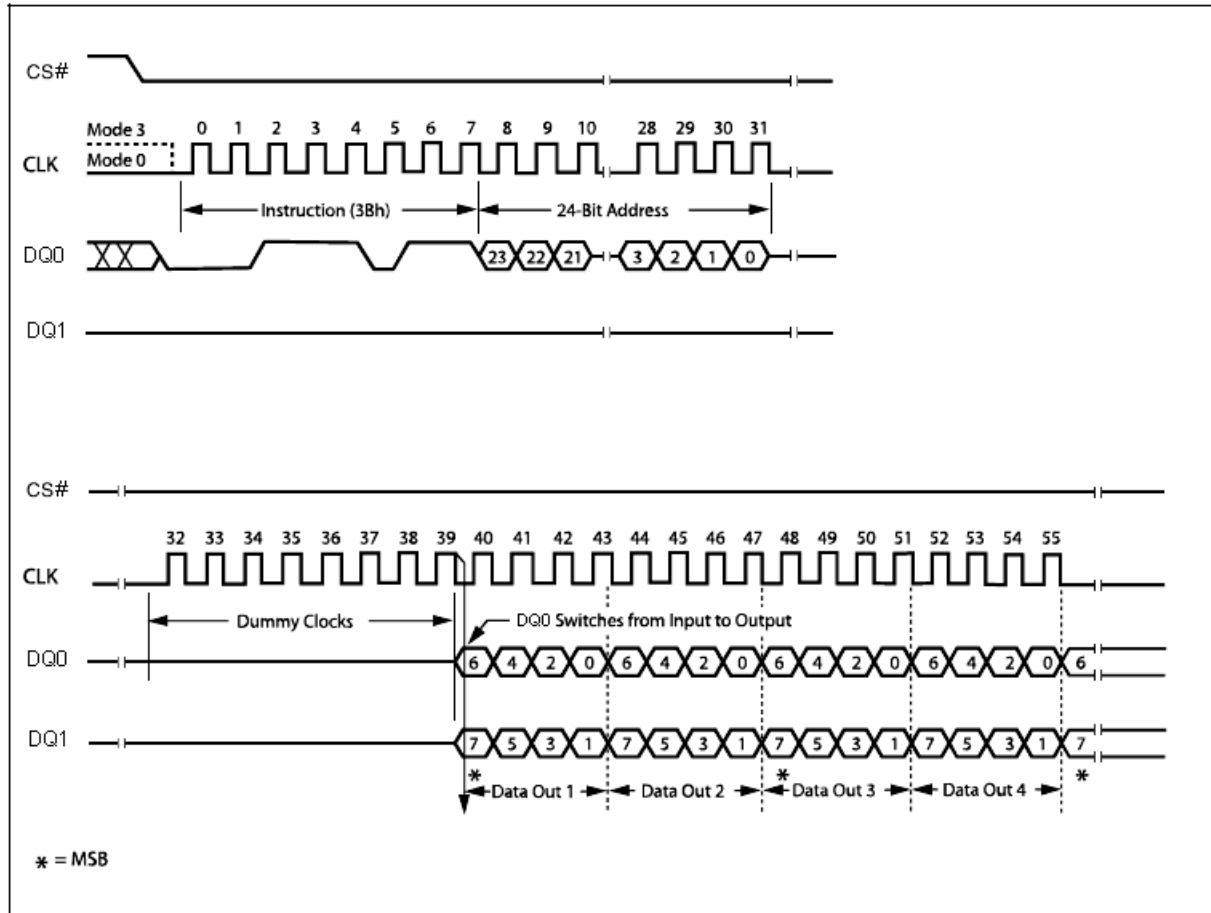 CS#
Mode 3
0 1 2 3 4 5 6 7 8 9 10 28 29 30 31
CLK
Mode 0
Instruction (3Bh)
24-Bit Address
DQ0
23 22 21 3 2 1 0
DQ1
CS#
32 33 34 35 36 37 38 39 40 41 42 43 44 45 46 47 48 49 50 51 52 53 54 55
CLK
Dummy Clocks
DQ0 Switches from Input to Output
DQ0
6 4 2 0 6 4 2 0 6 4 2 0 6 4 2 0 6
DQ1
7 5 3 1 7 5 3 1 7 5 3 1 7 5 3 1 7
* * *
Data Out 1 Data Out 2 Data Out 3 Data Out 4
* = MSB